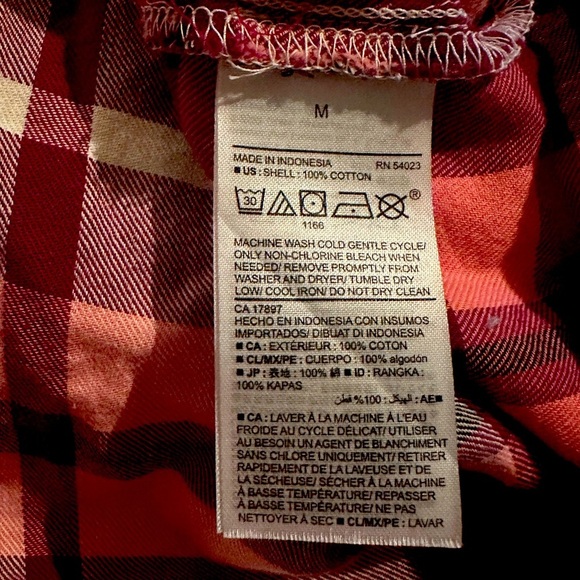 M
MADE IN INDONESIA RN 54023
■ US : SHELL : 100% COTTON
30 ®
1166
MACHINE WASH COLD GENTLE CYCLE/
ONLY NON-CHLORINE BLEACH WHEN
NEEDED/ REMOVE PROMPTLY FROM
WASHER AND DRYER/ TUMBLE DRY
LOW/ COOL IRON/ DO NOT DRY CLEAN
CA 17897
HECHO EN INDONESIA CON INSUMOS
IMPORTADOS/ DIBUAT DI INDONESIA
■ CA : EXTÉRIEUR : 100% COTON
■ CL/MX/PE : CUERPO : 100% algodón
■ JP : 表地 : 100% 綿 ■ ID : RANGKA :
100% KAPAS
■AE : الهيكل : 100% قطن
■ CA : LAVER À LA MACHINE À L'EAU
FROIDE AU CYCLE DÉLICAT/ UTILISER
AU BESOIN UN AGENT DE BLANCHIMENT
SANS CHLORE UNIQUEMENT/ RETIRER
RAPIDEMENT DE LA LAVEUSE ET DE
LA SÉCHEUSE/ SÉCHER À LA MACHINE
À BASSE TEMPÉRATURE/ REPASSER
À BASSE TEMPÉRATURE/ NE PAS
NETTOYER À SEC ■ CL/MX/PE : LAVAR